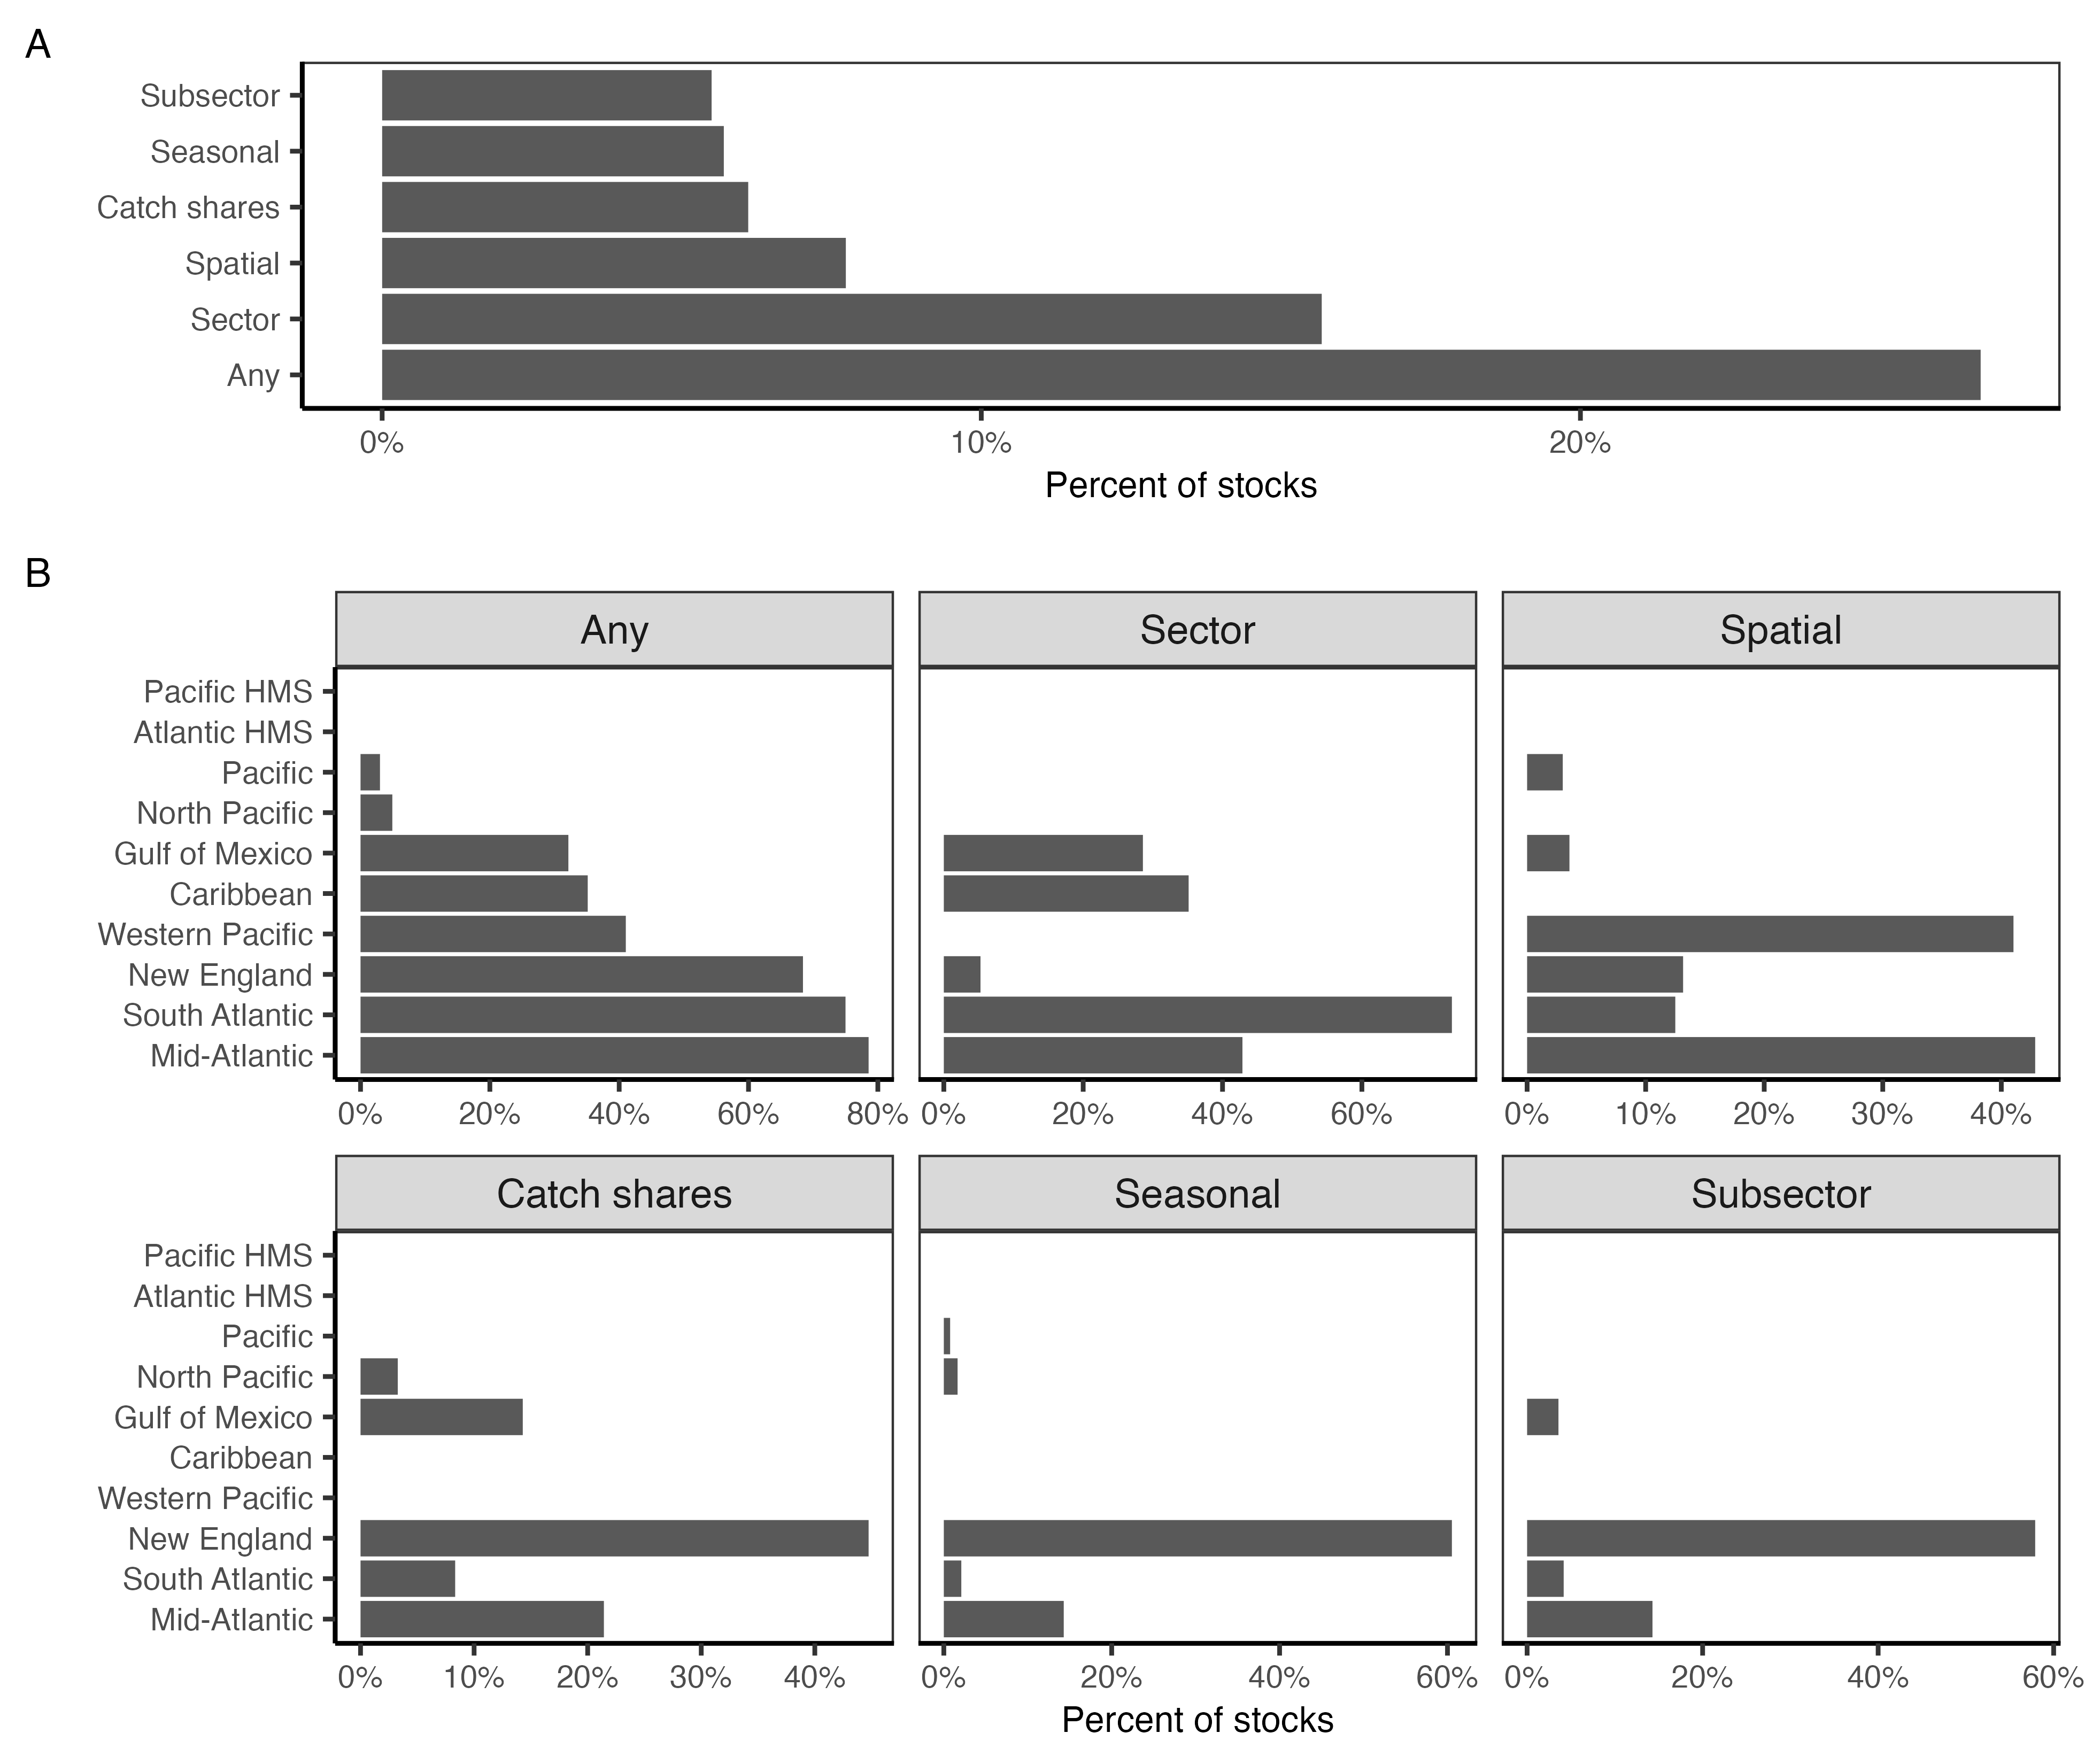 A
Subsector
Seasonal
Catch shares
Spatial
Sector
Any
0% 10% 20%
Percent of stocks
B
Any Sector Spatial
Pacific HMS
Atlantic HMS
Pacific
North Pacific
Gulf of Mexico
Caribbean
Western Pacific
New England
South Atlantic
Mid-Atlantic
0% 20% 40% 60% 80% 0% 20% 40% 60% 0% 10% 20% 30% 40%
Catch shares Seasonal Subsector
Pacific HMS
Atlantic HMS
Pacific
North Pacific
Gulf of Mexico
Caribbean
Western Pacific
New England
South Atlantic
Mid-Atlantic
0% 10% 20% 30% 40% 0% 20% 40% 60% 0% 20% 40% 60%
Percent of stocks